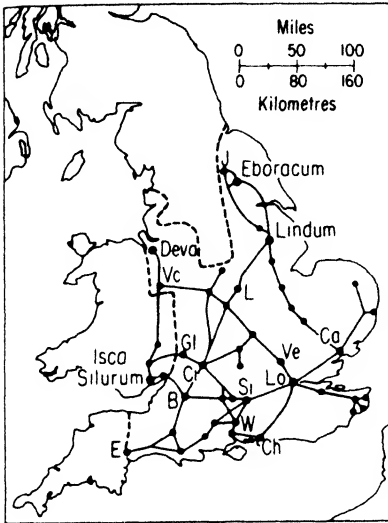 Miles
0 50 100
0 80 160
Kilometres
Eboracum
Lindum
Deva
Vc
L
Isca
Silurum
Gl
Ci
Ve
Ca
Lo
B
Si
W
E
Ch